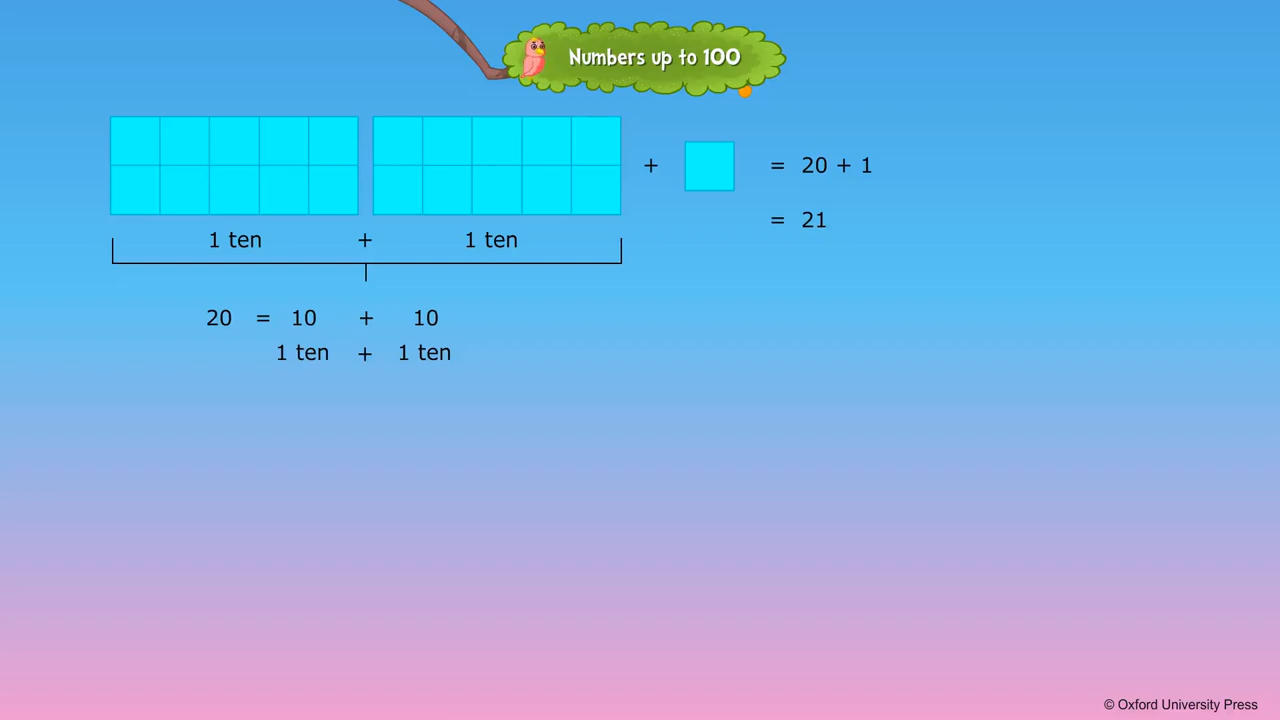 Numbers up to 100
+ = 20 + 1
= 21
1 ten + 1 ten
20 = 10 + 10
1 ten + 1 ten
© Oxford University Press